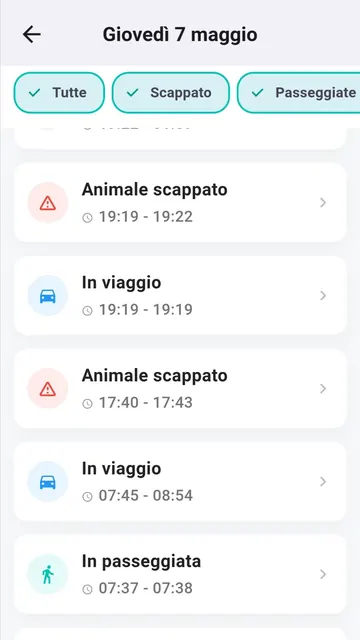 Giovedì 7 maggio
Tutte
Scappato
Passeggiate
Animale scappato
19:19 - 19:22
In viaggio
19:19 - 19:19
Animale scappato
17:40 - 17:43
In viaggio
07:45 - 08:54
In passeggiata
07:37 - 07:38